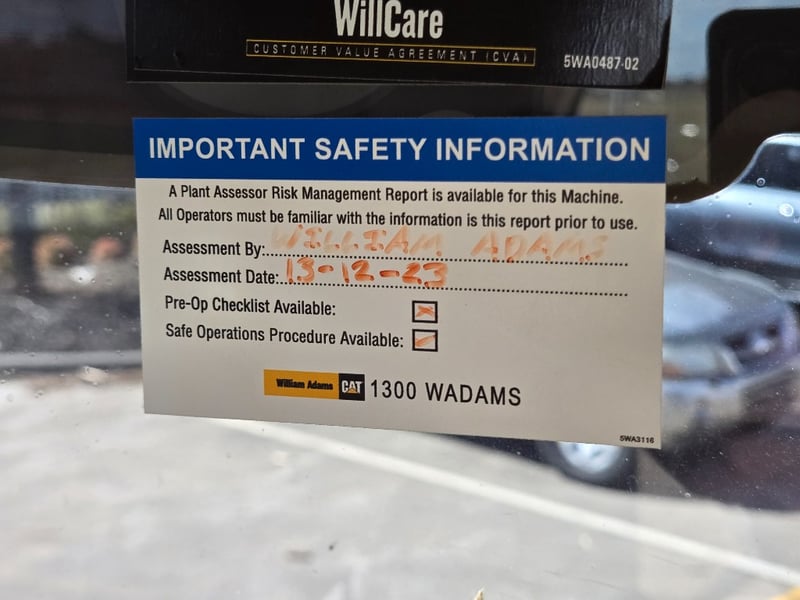 WillCare
CUSTOMER VALUE AGREEMENT (CVA)
5WA0487-02
IMPORTANT SAFETY INFORMATION
A Plant Assessor Risk Management Report is available for this Machine.
All Operators must be familiar with the information is this report prior to use.
Assessment By: WILLIAM ADAMS
Assessment Date: 13-12-23
Pre-Op Checklist Available:
Safe Operations Procedure Available:
William Adams CAT 1300 WADAMS
5WA3116